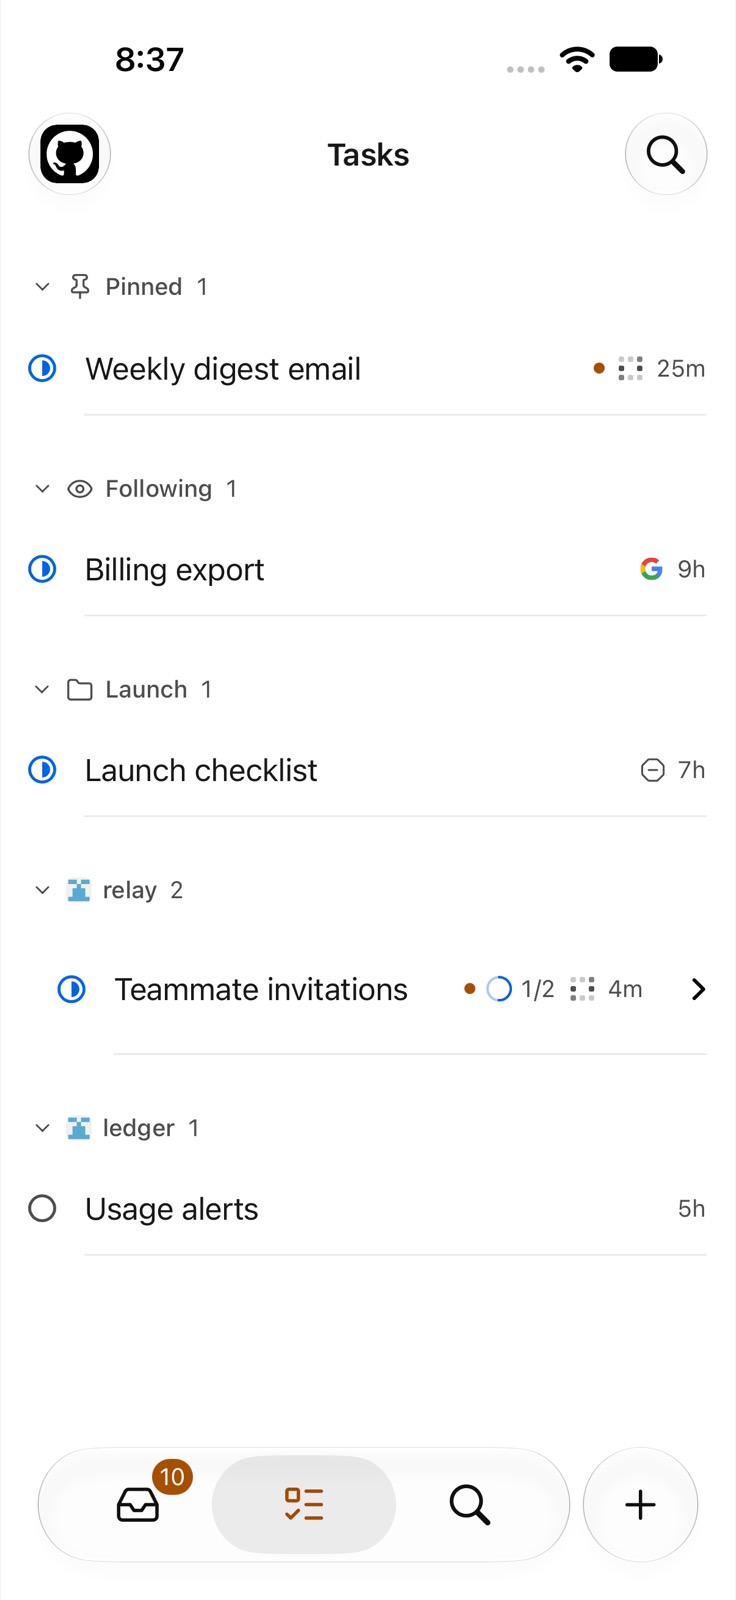 8:37
Tasks
Pinned 1
Weekly digest email 25m
Following 1
Billing export 9h
Launch 1
Launch checklist 7h
relay 2
Teammate invitations 1/2 4m
ledger 1
Usage alerts 5h
10